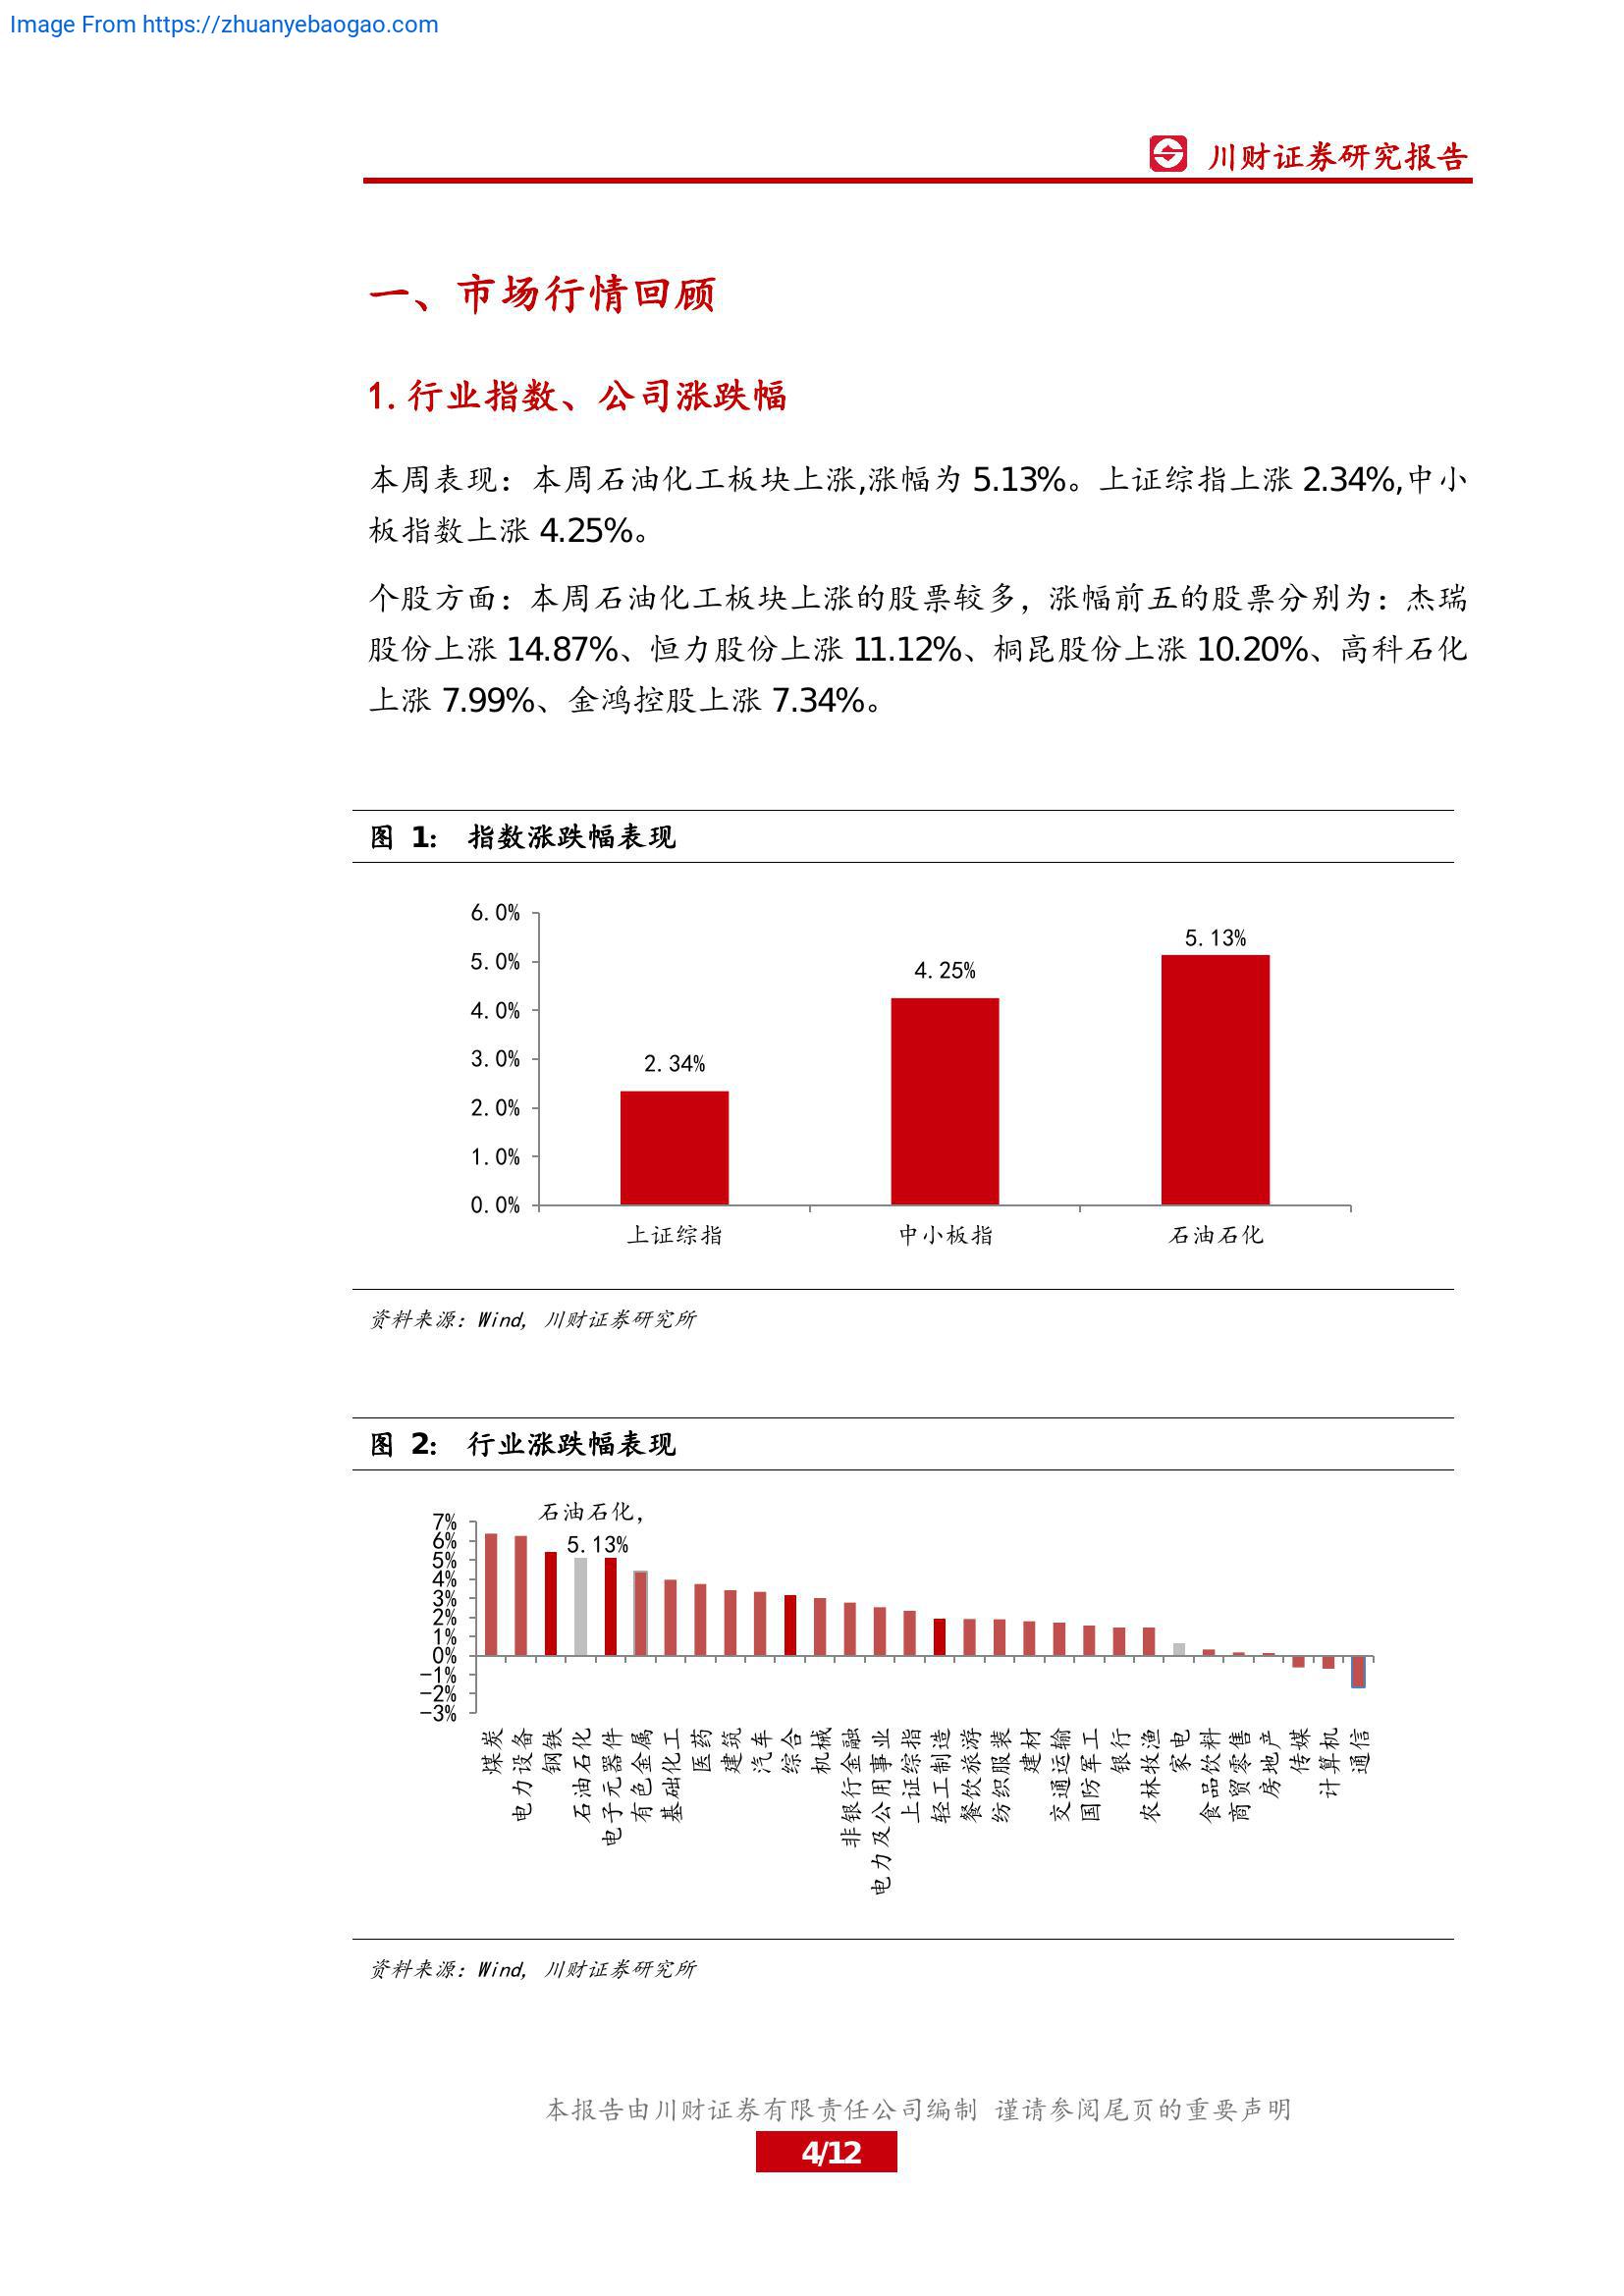 Image From https://zhuanyebaogao.com
川财证券研究报告
一、市场行情回顾
1.行业指数、公司涨跌幅
本周表现：本周石油化工板块上涨,涨幅为 5.13%。上证综指上涨 2.34%,中小
板指数上涨 4.25%。
个股方面：本周石油化工板块上涨的股票较多，涨幅前五的股票分别为：杰瑞
股份上涨 14.87%、恒力股份上涨 11.12%、桐昆股份上涨 10.20%、高科石化
上涨 7.99%、金鸿控股上涨 7.34%。
图 1： 指数涨跌幅表现
6.0%
5.0%
4.0%
3.0%
2.0%
1.0%
0.0%
2.34%
4.25%
5.13%
上证综指
中小板指
石油石化
资料来源：Wind，川财证券研究所
图 2： 行业涨跌幅表现
石油石化，
5.13%
7%
6%
5%
4%
3%
2%
1%
0%
-1%
-2%
-3%
煤炭
电力设备
钢铁
石油石化
电子元器件
有色金属
基础化工
医药
建筑
汽车
综合
机械
非银行金融
电力及公用事业
上证综指
轻工制造
餐饮旅游
纺织服装
建材
交通运输
国防军工
银行
农林牧渔
家电
食品饮料
商贸零售
房地产
传媒
计算机
通信
资料来源：Wind，川财证券研究所
本报告由川财证券有限责任公司编制 谨请参阅尾页的重要声明
4/12